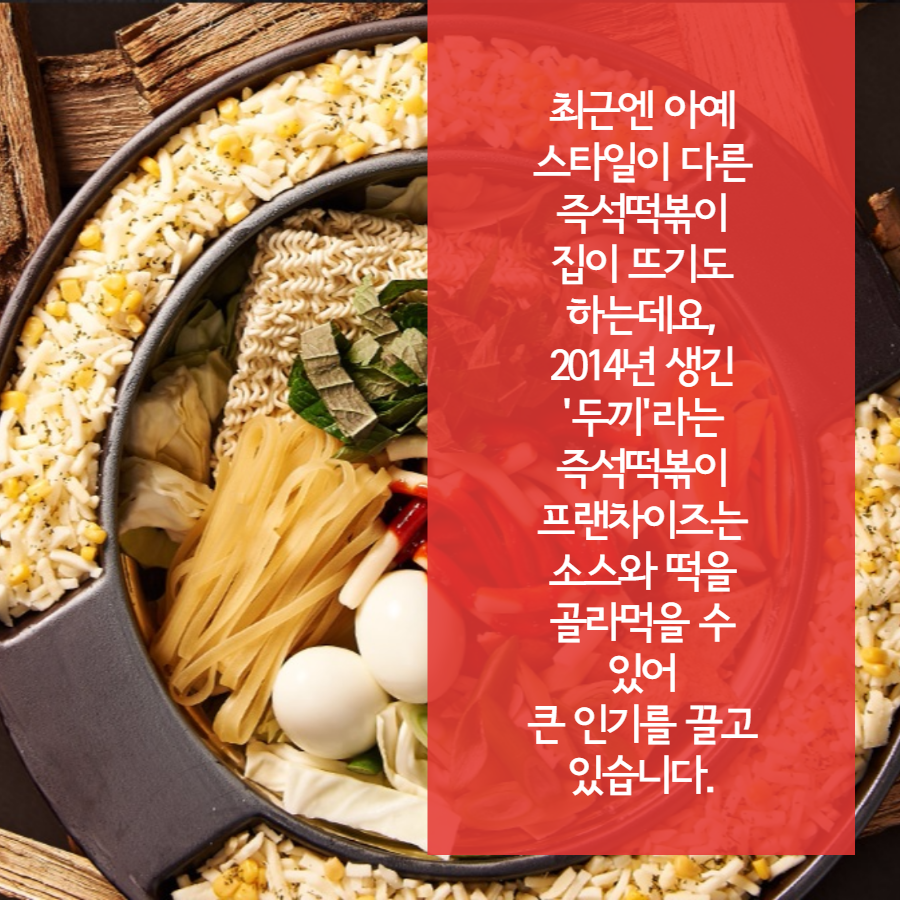 최근엔 아예
스타일이 다른
즉석떡볶이
집이 뜨기도
하는데요,
2014년 생긴
'두끼'라는
즉석떡볶이
프랜차이즈는
소스와 떡을
골라먹을 수
있어
큰 인기를 끌고
있습니다.